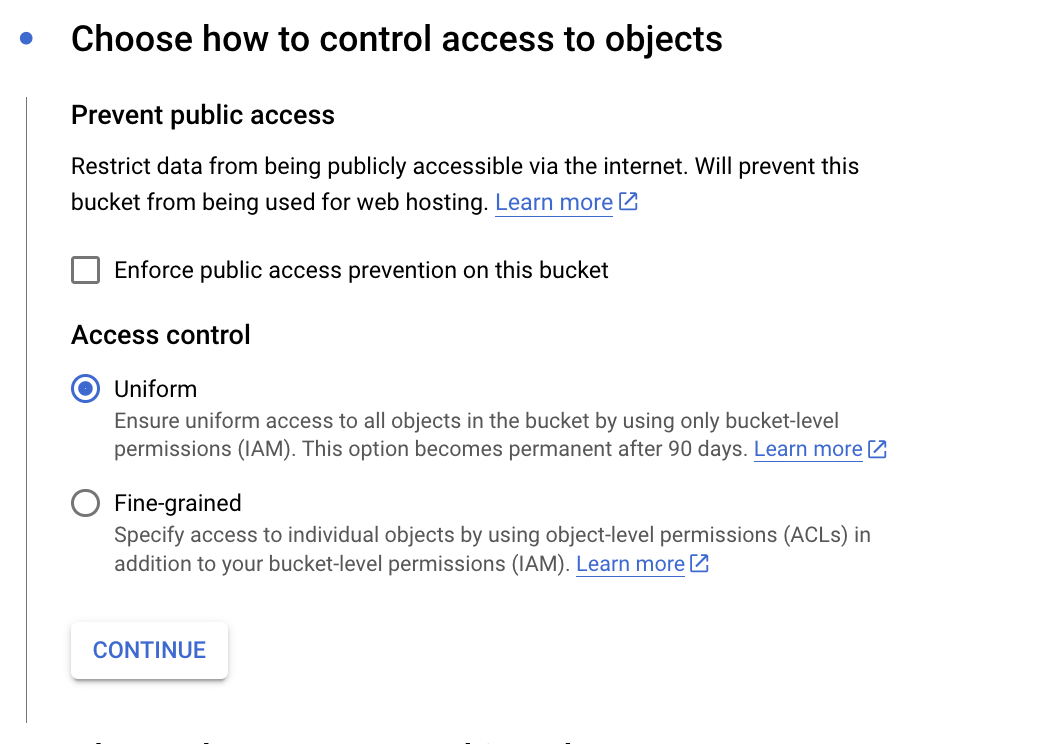 Choose how to control access to objects
Prevent public access
Restrict data from being publicly accessible via the internet. Will prevent this
bucket from being used for web hosting. Learn more
Enforce public access prevention on this bucket
Access control
Uniform
Ensure uniform access to all objects in the bucket by using only bucket-level
permissions (IAM). This option becomes permanent after 90 days. Learn more
Fine-grained
Specify access to individual objects by using object-level permissions (ACLs) in
addition to your bucket-level permissions (IAM). Learn more
CONTINUE